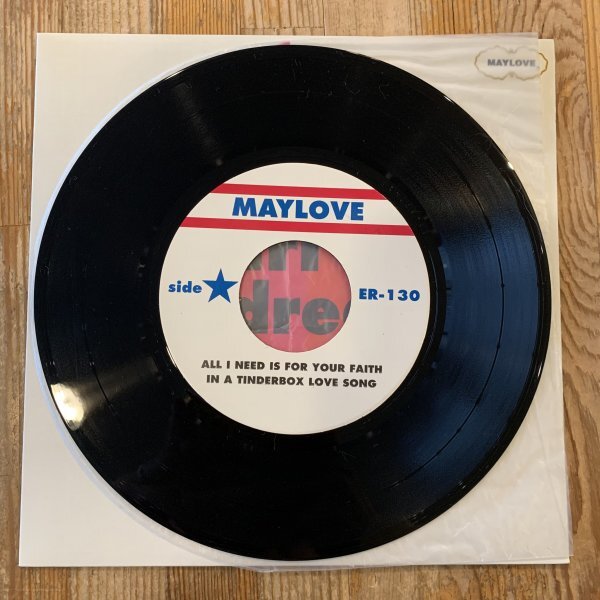 MAYLOVE
MAYLOVE
side ★ ER-130
ALL I NEED IS FOR YOUR FAITH
IN A TINDERBOX LOVE SONG